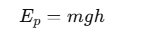 $E_p = mgh$